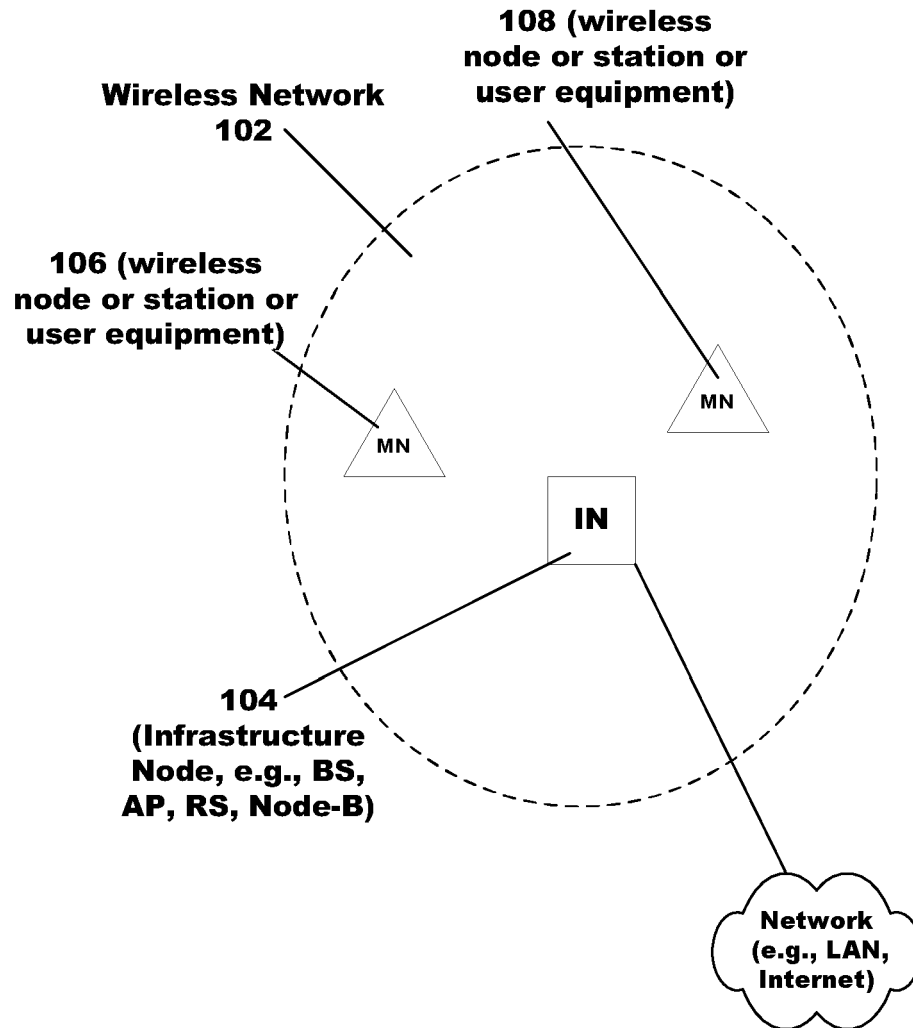 108 (wireless
node or station or
user equipment)
Wireless Network
102
106 (wireless
node or station or
user equipment)
MN
MN
IN
104
(Infrastructure
Node, e.g., BS,
AP, RS, Node-B)
Network
(e.g., LAN,
Internet)